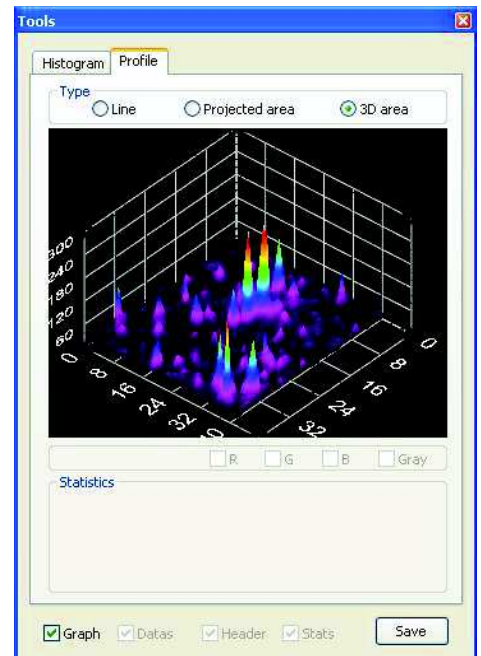 Tools
Histogram Profile
Type
Line Projected area 3D area
300
240
180
120
60
0 8 16 24 32 40
0 8 16 24 32
R G B Gray
Statistics
Graph Datas Header Stats Save